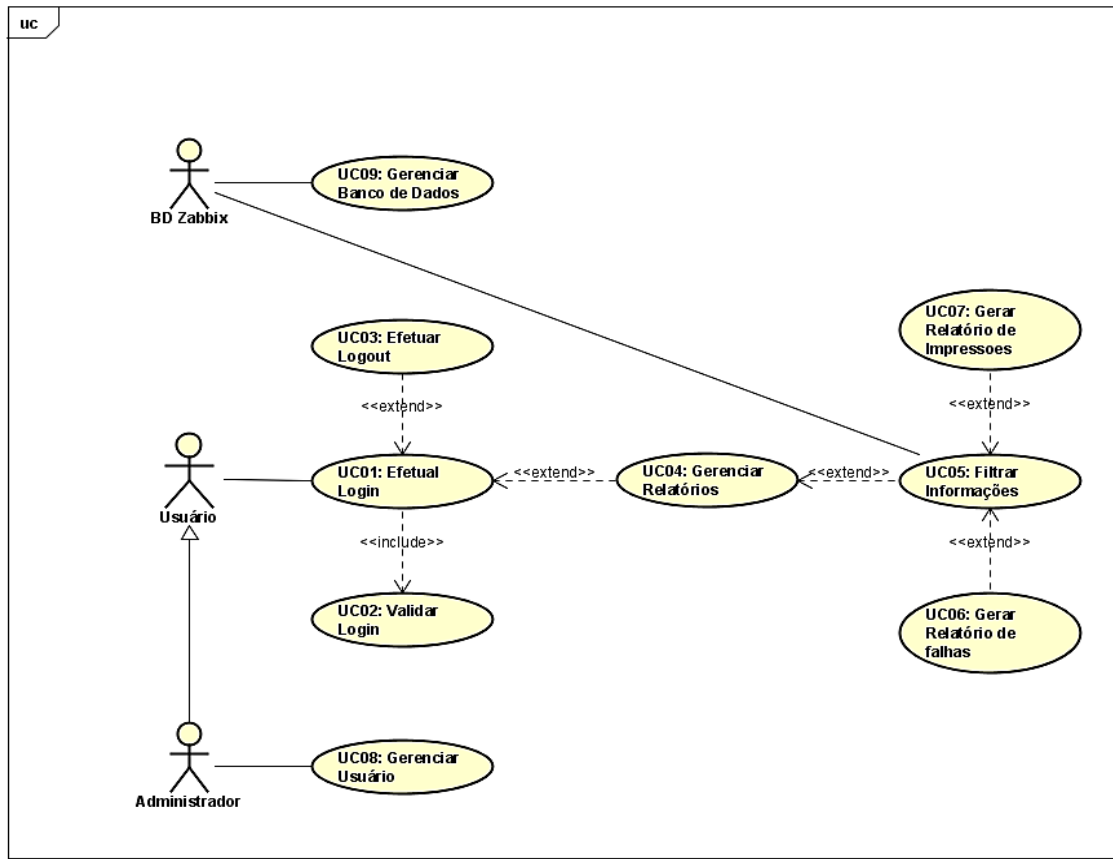 uc
UC09: Gerenciar
Banco de Dados
BD Zabbix
UC03: Efetuar
Logout
UC07: Gerar
Relatório de
Impressoes
<<extend>>
<<extend>>
UC01: Efetual
Login
<<extend>>
UC04: Gerenciar
Relatórios
<<extend>>
UC05: Filtrar
Informações
Usuário
<<include>>
<<extend>>
UC02: Validar
Login
UC06: Gerar
Relatório de
falhas
UC08: Gerenciar
Usuário
Administrador